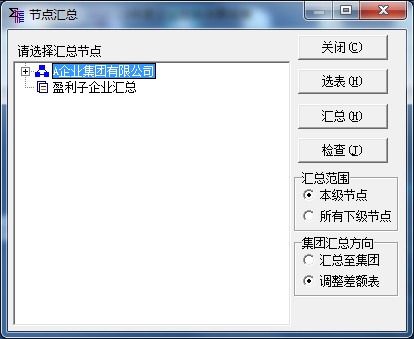 节点汇总
请选择汇总节点
A企业集团有限公司
盈利子企业汇总
关闭(C)
选表(H)
汇总(H)
检查(T)
汇总范围
本级节点
所有下级节点
集团汇总方向
汇总至集团
调整差额表